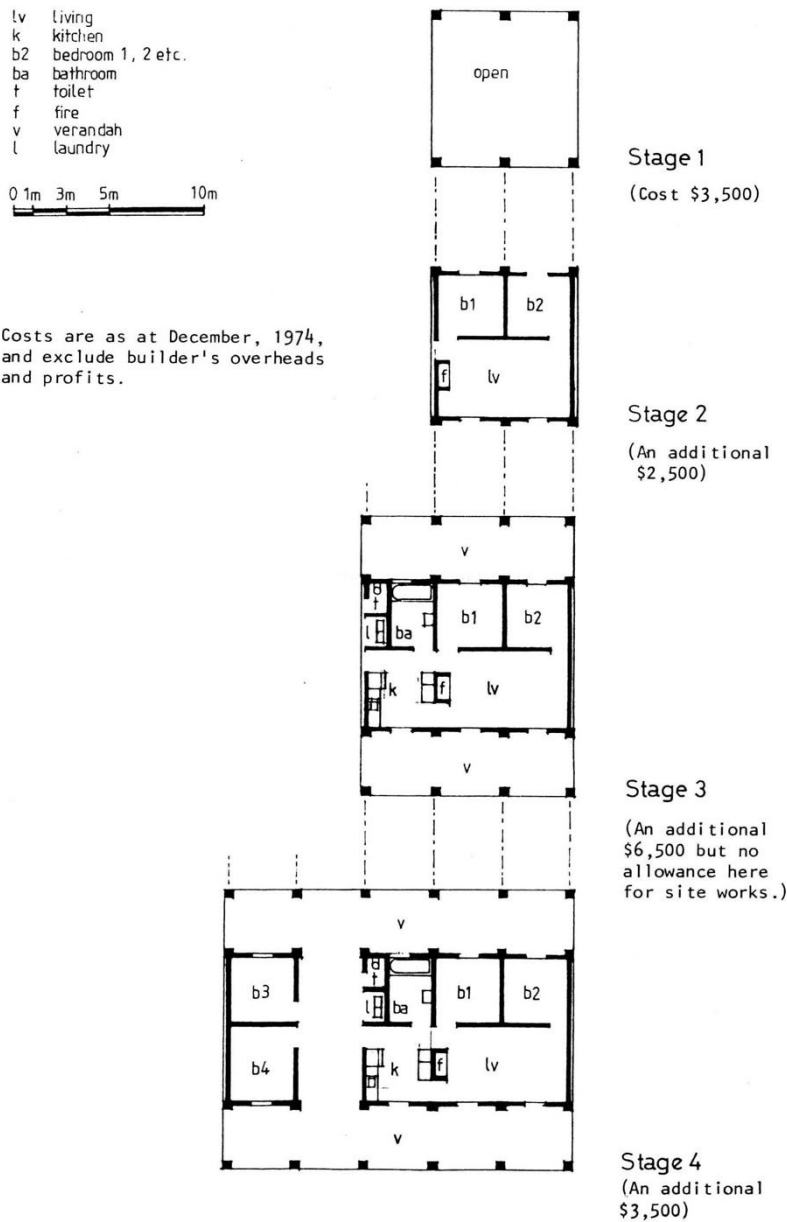 lv living
k kitchen
b2 bedroom 1, 2 etc.
ba bathroom
t toilet
f fire
v verandah
l laundry
0 1m 3m 5m 10m
Costs are as at December, 1974,
and exclude builder's overheads
and profits.
open
Stage 1
(Cost $3,500)
b1 b2
f lv
Stage 2
(An additional
$2,500)
v
t
l ba b1 b2
k f lv
v
Stage 3
(An additional
$6,500 but no
allowance here
for site works.)
v
t
b3 l ba b1 b2
b4 k f lv
v
Stage 4
(An additional
$3,500)